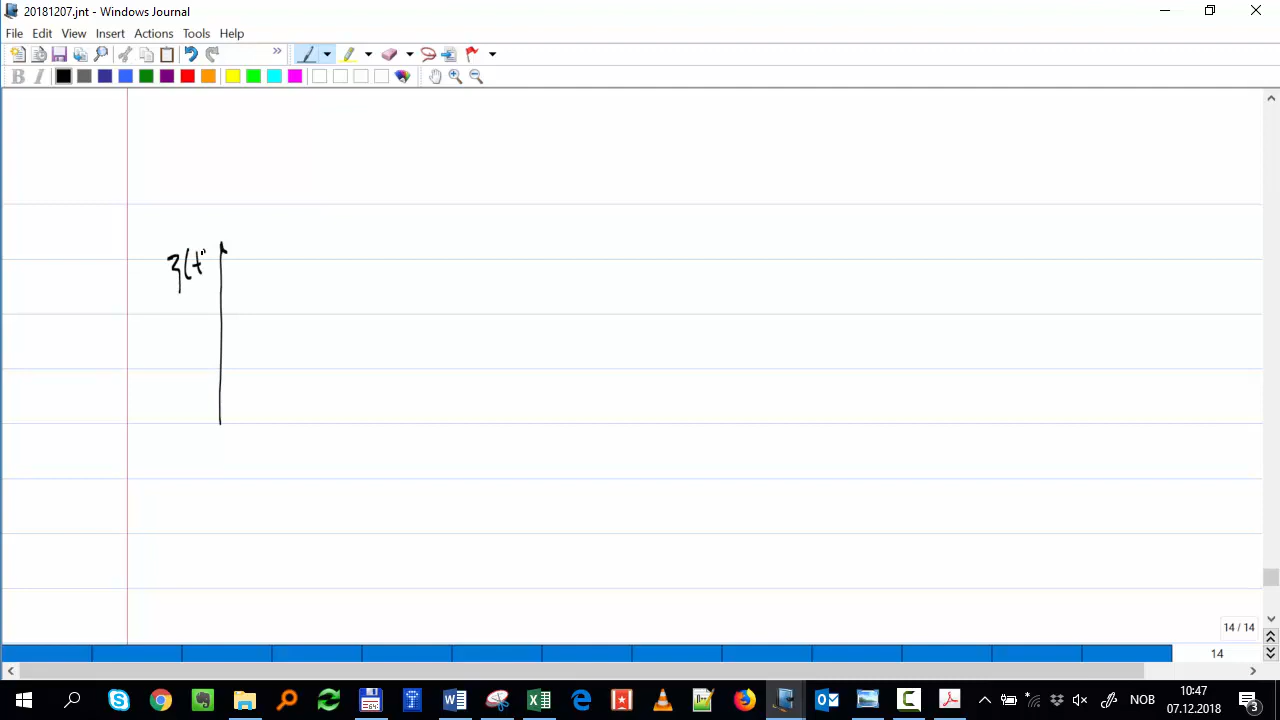 20181207.jnt - Windows Journal
File Edit View Insert Actions Tools Help
B I
(t
14 / 14
14
NOB
10:47
07.12.2018
3